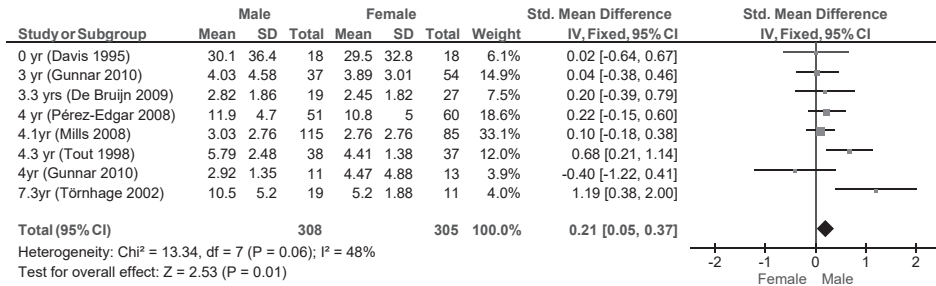 Male Female Std. Mean Difference Std. Mean Difference
Study or Subgroup Mean SD Total Mean SD Total Weight IV, Fixed, 95% CI IV, Fixed, 95% CI
0 yr (Davis 1995) 30.1 36.4 18 29.5 32.8 18 6.1% 0.02 [-0.64, 0.67]
3 yr (Gunnar 2010) 4.03 4.58 37 3.89 3.01 54 14.9% 0.04 [-0.38, 0.46]
3.3 yrs (De Bruijn 2009) 2.82 1.86 19 2.45 1.82 27 7.5% 0.20 [-0.39, 0.79]
4 yr (Pérez-Edgar 2008) 11.9 4.7 51 10.8 5 60 18.6% 0.22 [-0.15, 0.60]
4.1yr (Mills 2008) 3.03 2.76 115 2.76 2.76 85 33.1% 0.10 [-0.18, 0.38]
4.3 yr (Tout 1998) 5.79 2.48 38 4.41 1.38 37 12.0% 0.68 [0.21, 1.14]
4yr (Gunnar 2010) 2.92 1.35 11 4.47 4.88 13 3.9% -0.40 [-1.22, 0.41]
7.3yr (Törnhage 2002) 10.5 5.2 19 5.2 1.88 11 4.0% 1.19 [0.38, 2.00]
Total (95% CI) 308 305 100.0% 0.21 [0.05, 0.37]
Heterogeneity: Chi² = 13.34, df = 7 (P = 0.06); I² = 48%
Test for overall effect: Z = 2.53 (P = 0.01)
-2 -1 0 1 2
Female Male